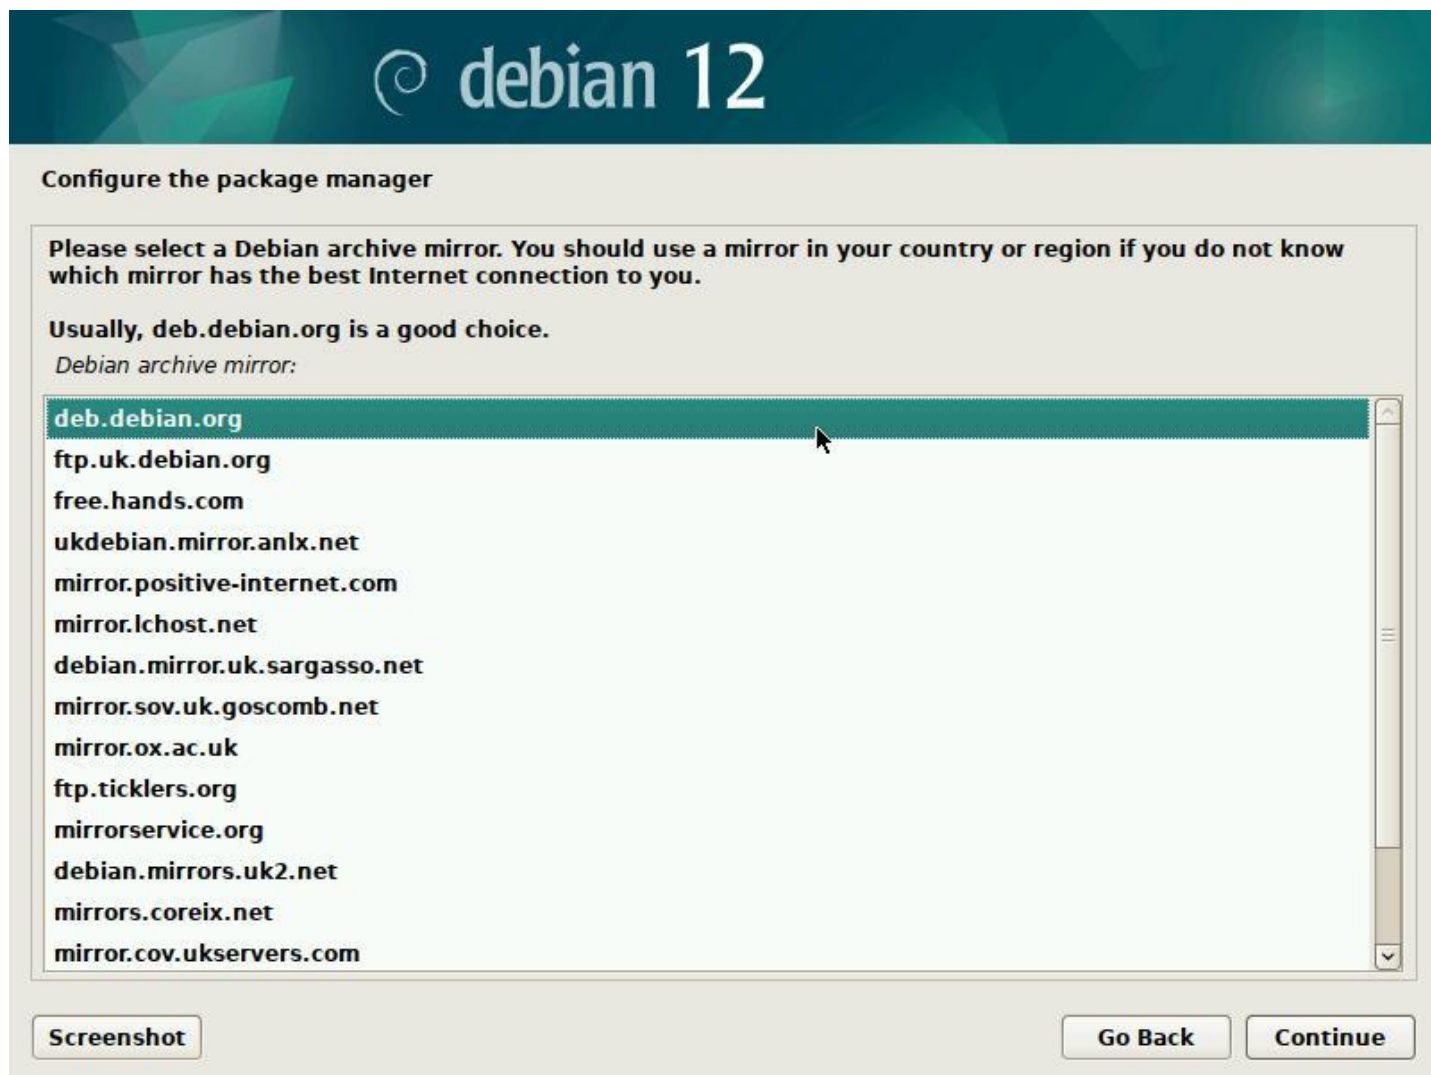 debian 12
Configure the package manager
Please select a Debian archive mirror. You should use a mirror in your country or region if you do not know
which mirror has the best Internet connection to you.
Usually, deb.debian.org is a good choice.
Debian archive mirror:
deb.debian.org
ftp.uk.debian.org
free.hands.com
ukdebian.mirror.anlx.net
mirror.positive-internet.com
mirror.lchost.net
debian.mirror.uk.sargasso.net
mirror.sov.uk.goscomb.net
mirror.ox.ac.uk
ftp.ticklers.org
mirrorservice.org
debian.mirrors.uk2.net
mirrors.coreix.net
mirror.cov.ukservers.com
Screenshot
Go Back
Continue